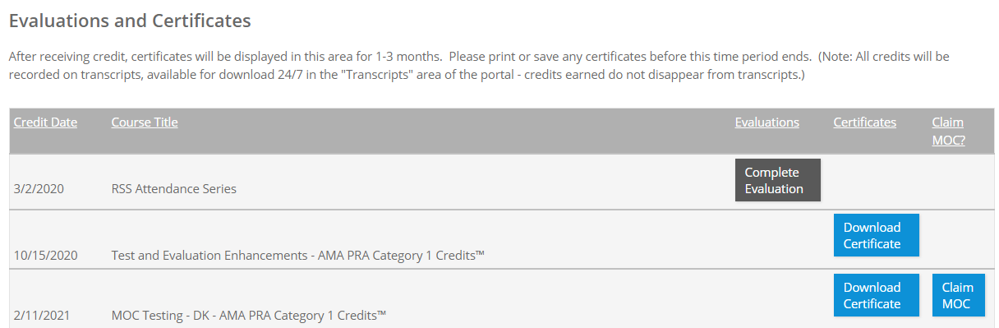 Evaluations and Certificates
After receiving credit, certificates will be displayed in this area for 1-3 months.  Please print or save any certificates before this time period ends.  (Note: All credits will be
recorded on transcripts, available for download 24/7 in the "Transcripts" area of the portal - credits earned do not disappear from transcripts.)
Credit Date Course Title Evaluations Certificates Claim
MOC?
Complete
Evaluation
3/2/2020 RSS Attendance Series
Download
Certificate
10/15/2020 Test and Evaluation Enhancements - AMA PRA Category 1 Credits™
Download Claim
Certificate MOC
2/11/2021 MOC Testing - DK - AMA PRA Category 1 Credits™